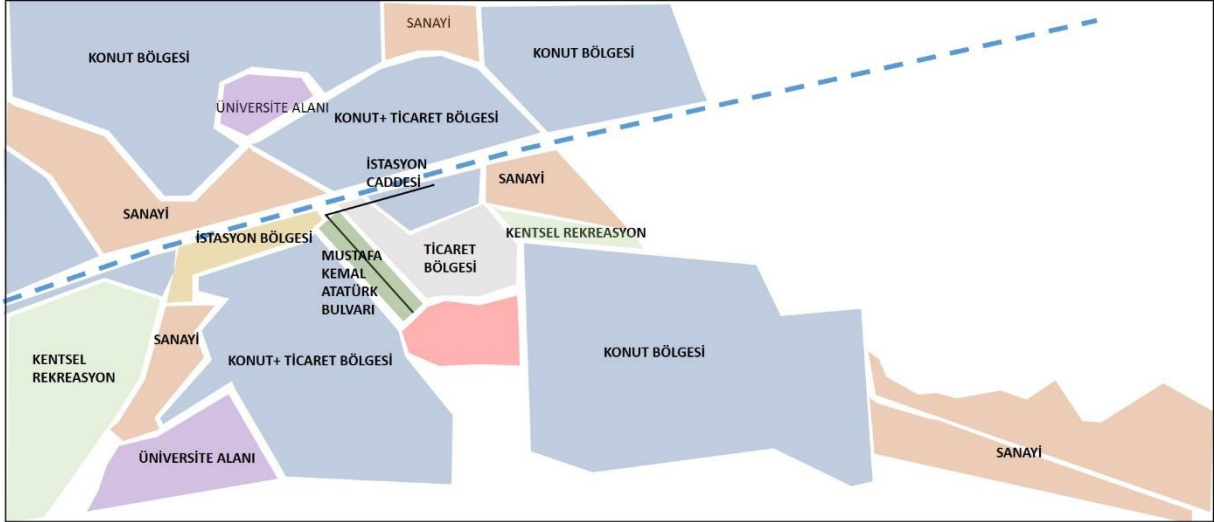 SANAYİ
KONUT BÖLGESİ
KONUT BÖLGESİ
ÜNİVERSİTE ALANI
KONUT+ TİCARET BÖLGESİ
İSTASYON
CADDESİ
SANAYİ
SANAYİ
İSTASYON BÖLGESİ
KENTSEL REKREASYON
MUSTAFA
KEMAL
ATATÜRK
BULVARI
TİCARET
BÖLGESİ
SANAYİ
KENTSEL
REKREASYON
KONUT+ TİCARET BÖLGESİ
KONUT BÖLGESİ
ÜNİVERSİTE ALANI
SANAYİ